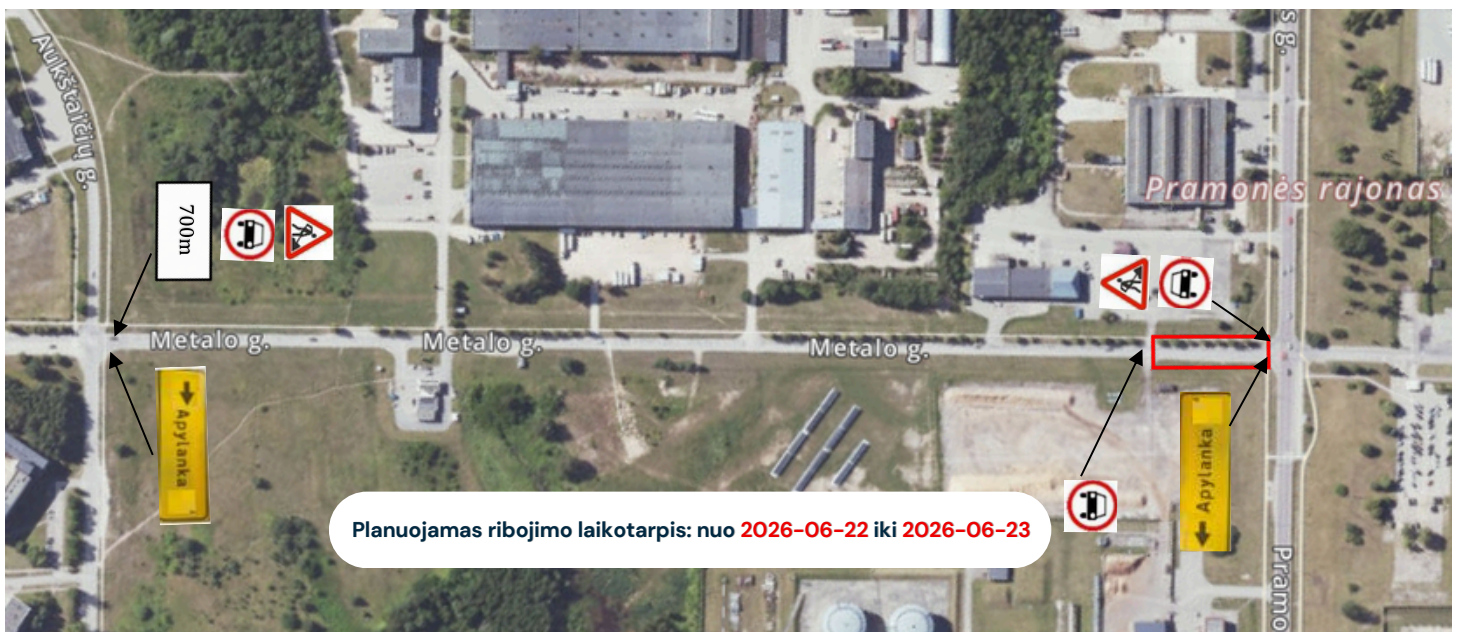 Aukštaičių g.
s g.
Pramonės rajonas
700m
Metalo g.
Metalo g.
Metalo g.
Apylanka
Apylanka
Planuojamas ribojimo laikotarpis: nuo 2026-06-22 iki 2026-06-23
Pramo